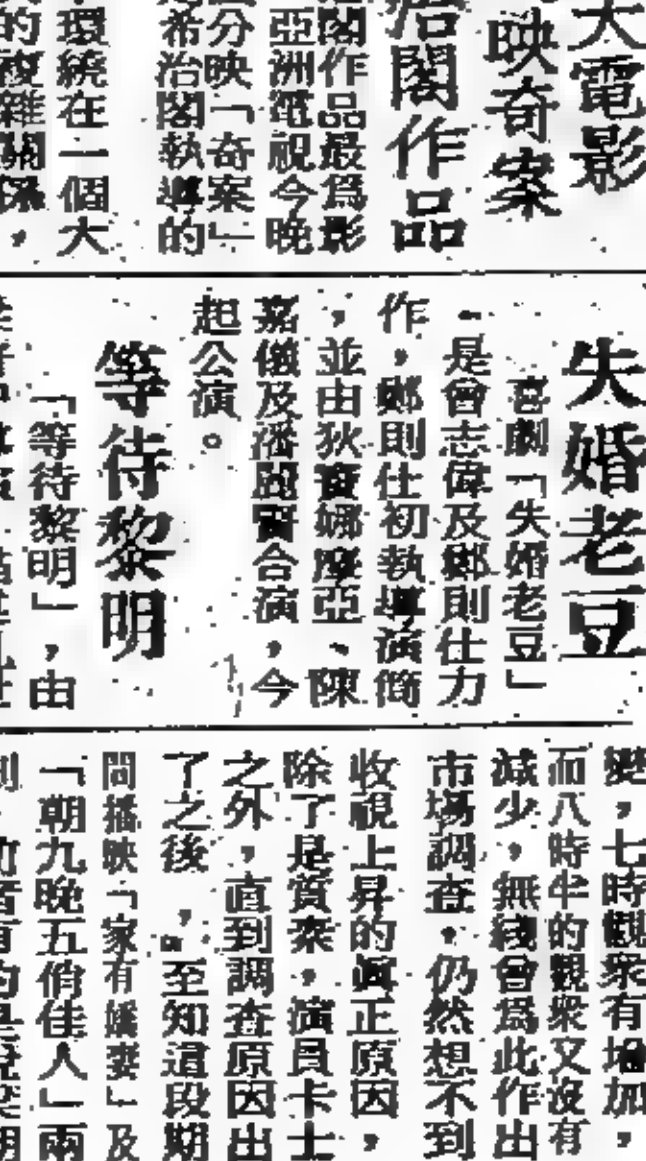 大電影
映奇案
治閣作品
閣作品最爲影
亞洲電視今晚
分映「奇案」
希治閣執導的
環繞在一個大
的複雜關係，
失婚老豆
喜劇「失婚老豆」
是曾志偉及鄭則仕力
作，鄭則仕初執導演筒
，並由狄寶娜摩亞、陳
嘉儀及潘麗賢合演，今
起公演。
等待黎明
「等待黎明」，由
變，七時觀衆有增加，
而八時半的觀衆又沒有
減少，無綫曾爲此作出
市場調查，仍然想不到
收視上昇的眞正原因，
除了是質素，演員卡士
之外，直到調查原因出
了之後，至知這段期
間播映「家有嬌妻」及
「朝九晚五俏佳人」兩